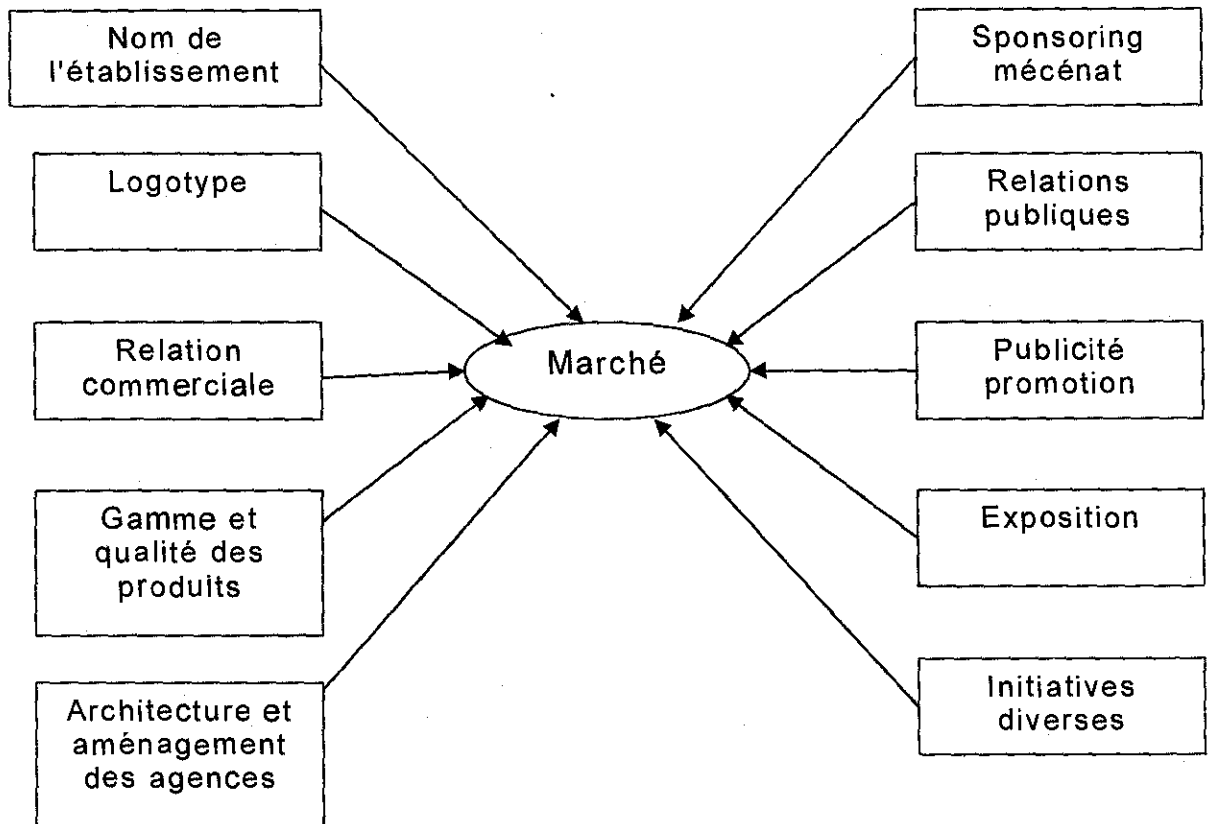 Nom de
l'établissement
Logotype
Relation
commerciale
Gamme et
qualité des
produits
Architecture et
aménagement
des agences
Marché
Sponsoring
mécénat
Relations
publiques
Publicité
promotion
Exposition
Initiatives
diverses